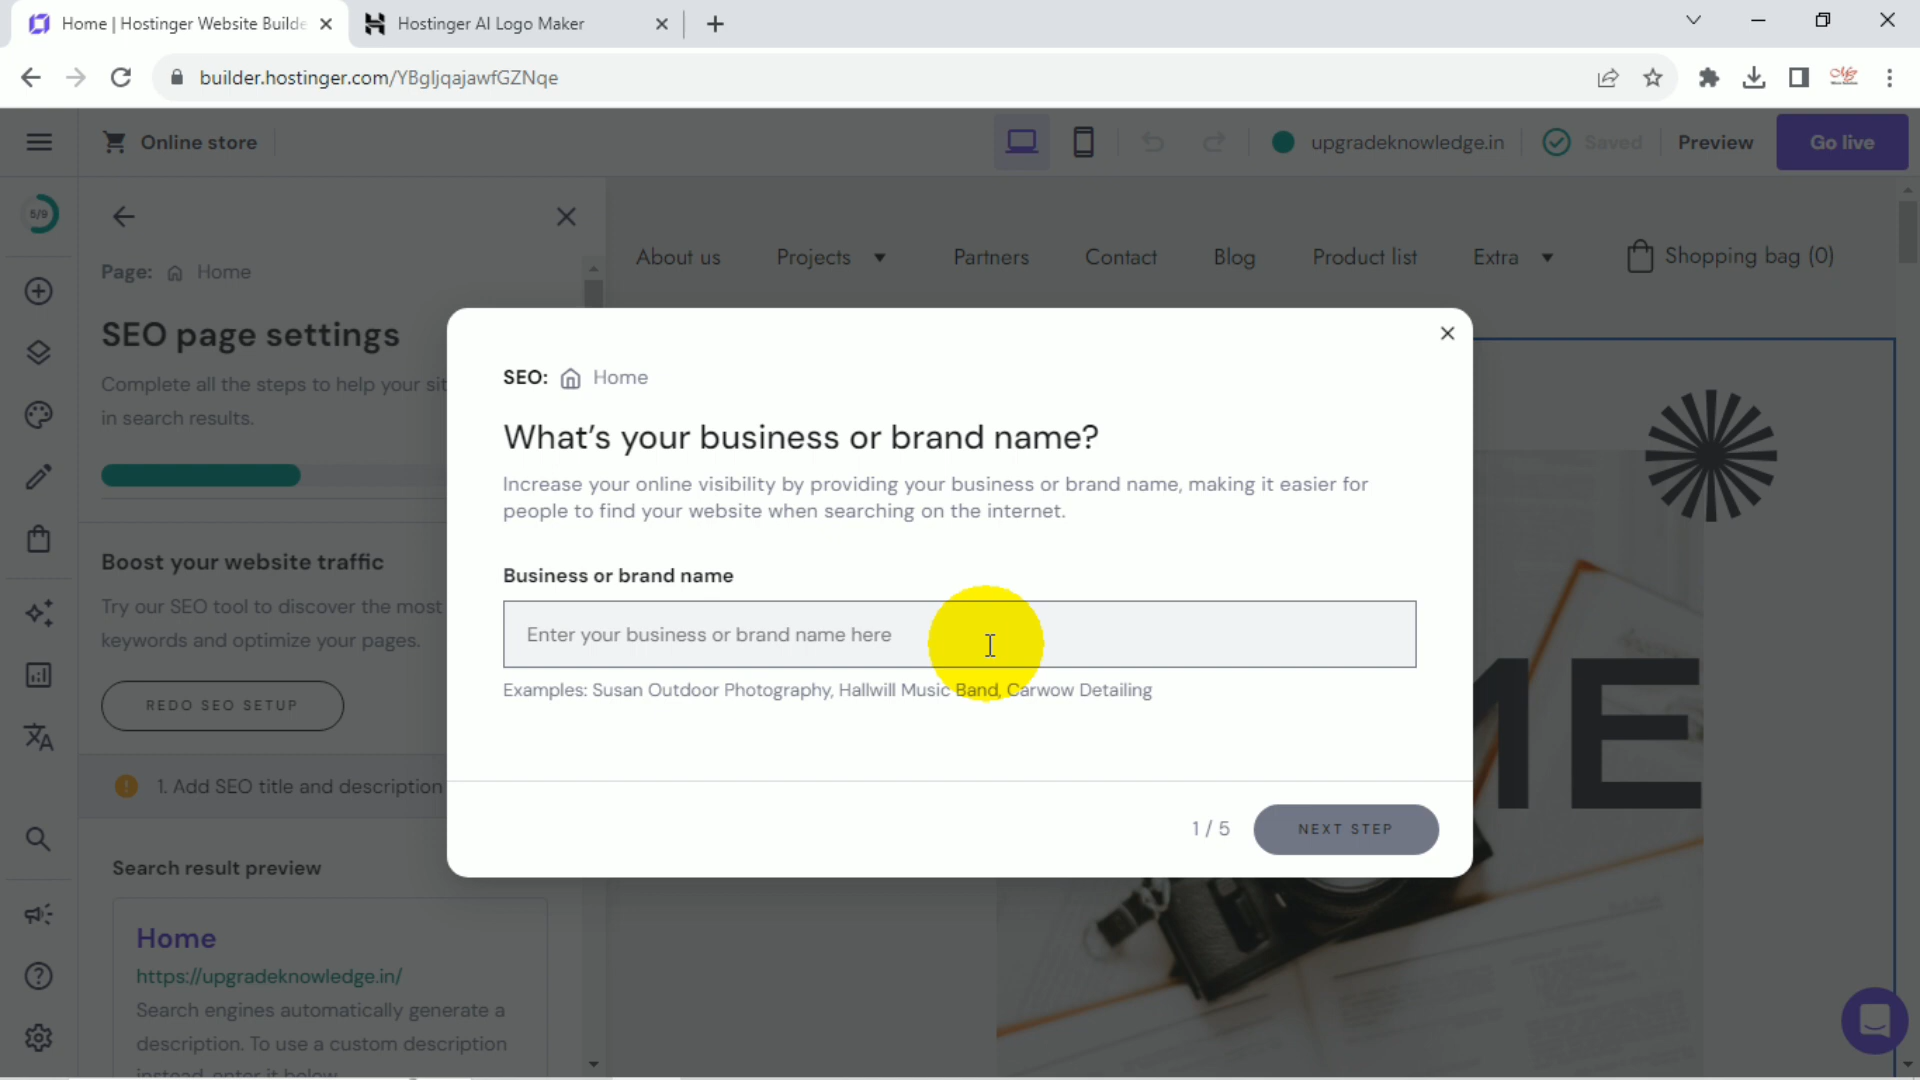 Home | Hostinger Website Builde
Hostinger AI Logo Maker
builder.hostinger.com/YBgljqajawfGZNqe
Online store
upgradeknowledge.in
Saved
Preview
Go live
5/9
Page: Home
SEO page settings
Complete all the steps to help your sit
in search results.
Boost your website traffic
Try our SEO tool to discover the most
keywords and optimize your pages.
REDO SEO SETUP
1. Add SEO title and description
Search result preview
Home
https://upgradeknowledge.in/
Search engines automatically generate a
description. To use a custom description
instead, enter it below.
About us
Projects
Partners
Contact
Blog
Product list
Extra
Shopping bag (0)
SEO: Home
What's your business or brand name?
Increase your online visibility by providing your business or brand name, making it easier for
people to find your website when searching on the internet.
Business or brand name
Enter your business or brand name here
Examples: Susan Outdoor Photography, Hallwill Music Band, Carwow Detailing
1 / 5
NEXT STEP
ME